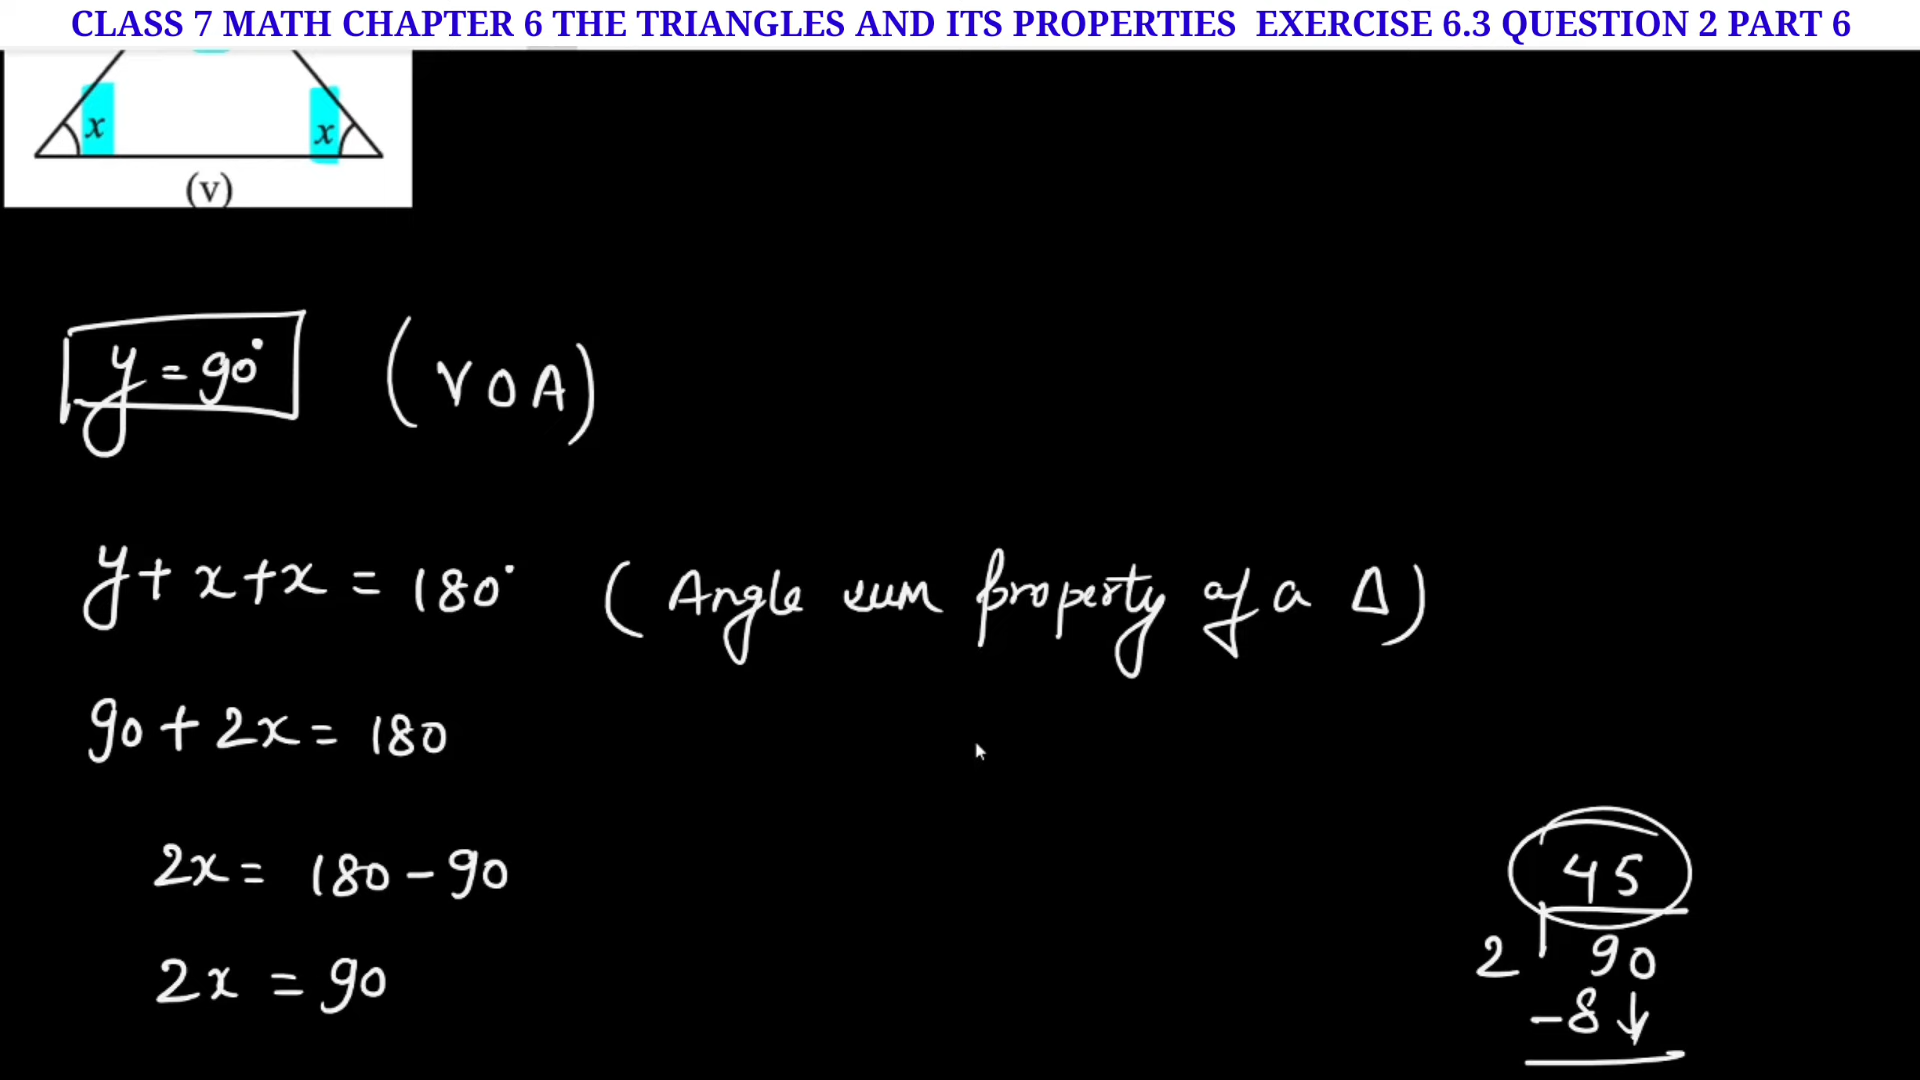 CLASS 7 MATH CHAPTER 6 THE TRIANGLES AND ITS PROPERTIES EXERCISE 6.3 QUESTION 2 PART 6
x x
(v)
y = 90° (VOA)
y + x + x = 180° (Angle sum property of a Δ)
90 + 2x = 180
2x = 180 - 90
45
2x = 90
2 90
-8↓